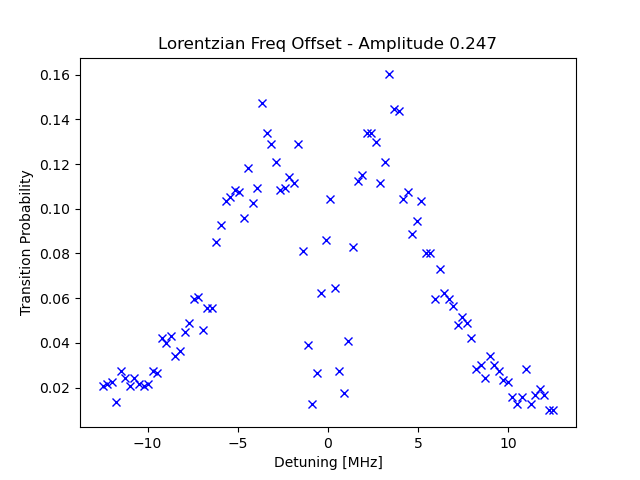 Lorentzian Freq Offset - Amplitude 0.247
0.16
0.14
0.12
0.10
0.08
0.06
0.04
0.02
Transition Probability
−10 −5 0 5 10
Detuning [MHz]